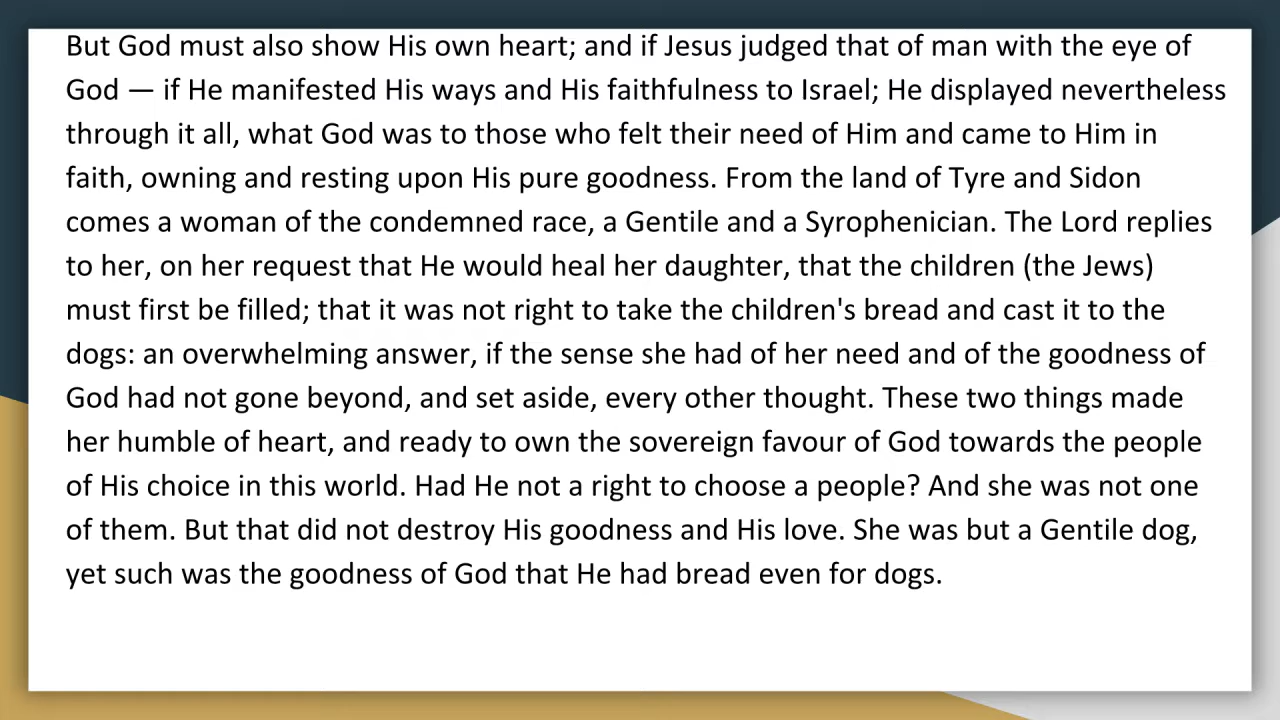 But God must also show His own heart; and if Jesus judged that of man with the eye of
God — if He manifested His ways and His faithfulness to Israel; He displayed nevertheless
through it all, what God was to those who felt their need of Him and came to Him in
faith, owning and resting upon His pure goodness. From the land of Tyre and Sidon
comes a woman of the condemned race, a Gentile and a Syrophenician. The Lord replies
to her, on her request that He would heal her daughter, that the children (the Jews)
must first be filled; that it was not right to take the children's bread and cast it to the
dogs: an overwhelming answer, if the sense she had of her need and of the goodness of
God had not gone beyond, and set aside, every other thought. These two things made
her humble of heart, and ready to own the sovereign favour of God towards the people
of His choice in this world. Had He not a right to choose a people? And she was not one
of them. But that did not destroy His goodness and His love. She was but a Gentile dog,
yet such was the goodness of God that He had bread even for dogs.